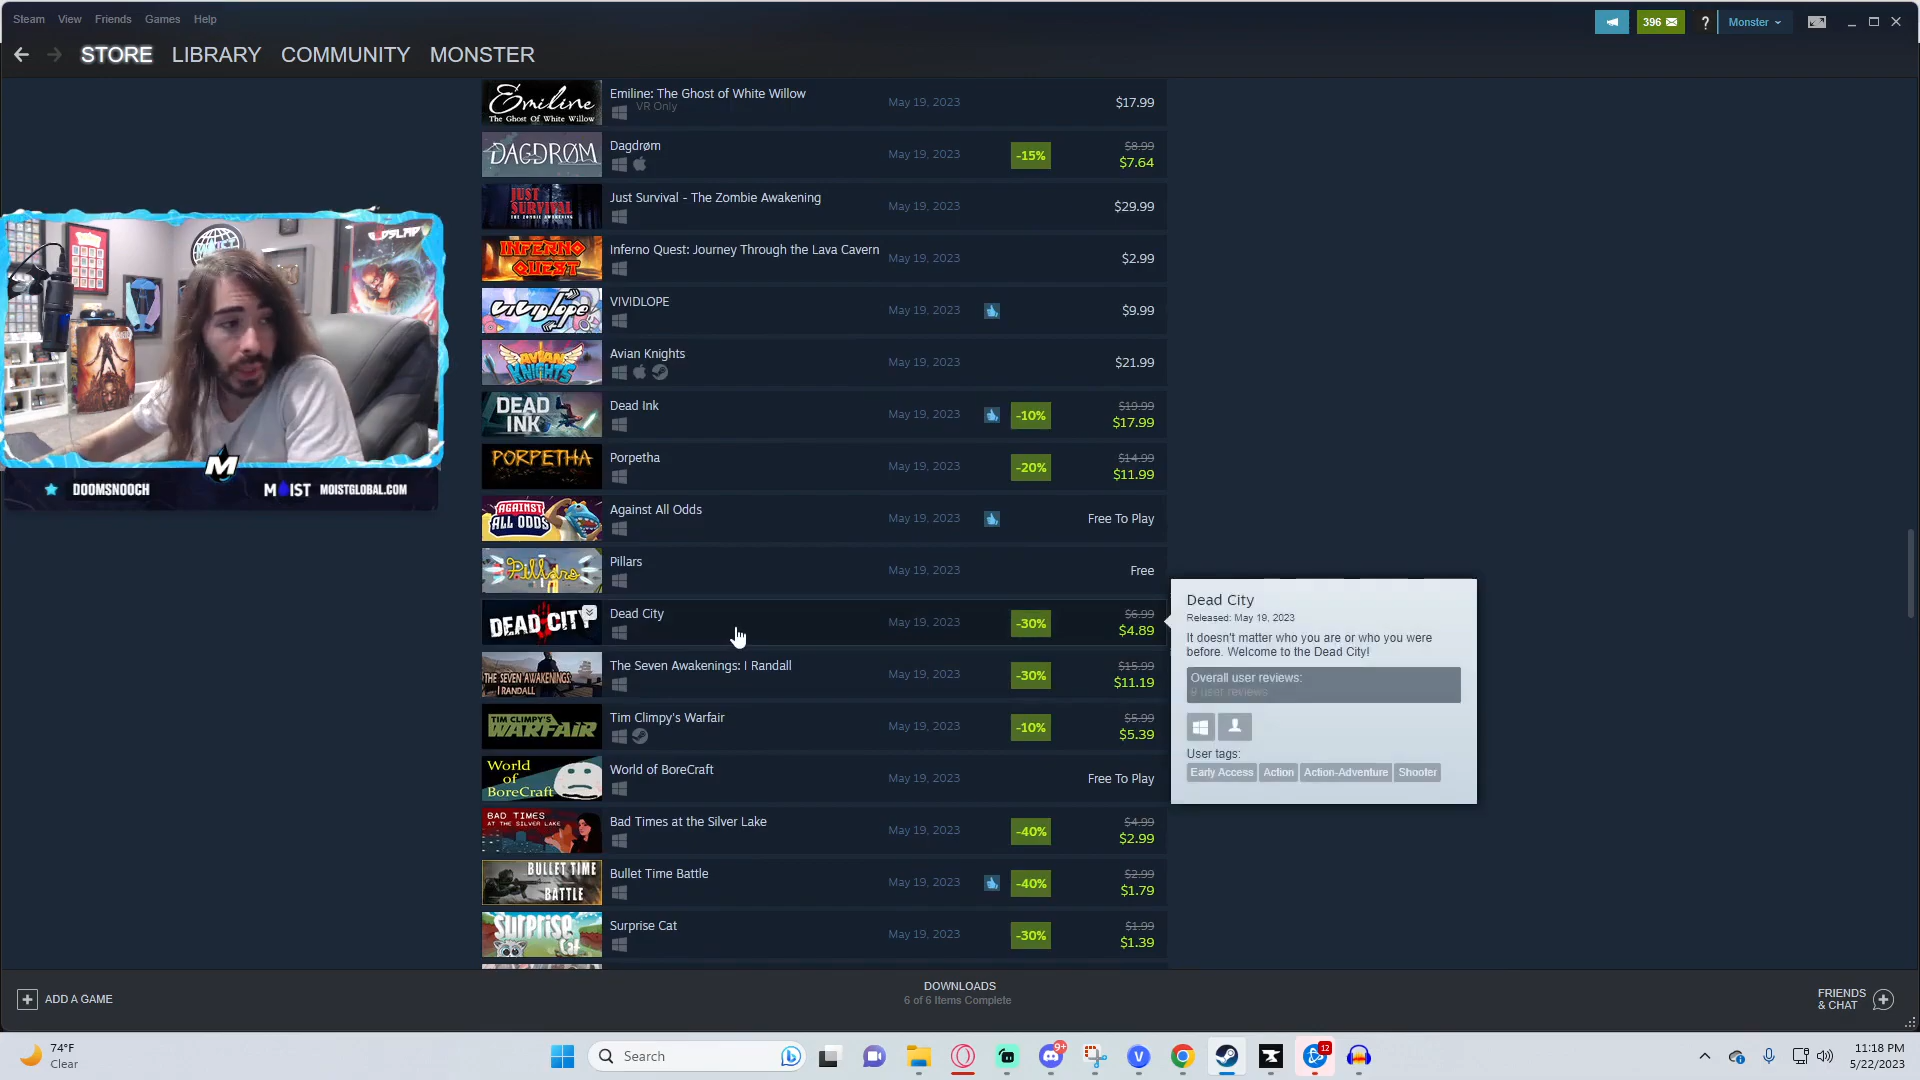 Steam View Friends Games Help
396 ? Monster
STORE LIBRARY COMMUNITY MONSTER
Emiline
The Ghost Of White Willow
Emiline: The Ghost of White Willow
VR Only
May 19, 2023
$17.99
DAGDRØM
Dagdrøm
May 19, 2023
-15%
$8.99
$7.64
JUST SURVIVAL
THE ZOMBIE AWAKENING
Just Survival - The Zombie Awakening
May 19, 2023
$29.99
INFERNO QUEST
Inferno Quest: Journey Through the Lava Cavern
May 19, 2023
$2.99
ViViDlope
VIVIDLOPE
May 19, 2023
$9.99
AVIAN KNIGHTS
Avian Knights
May 19, 2023
$21.99
DEAD INK
Dead Ink
May 19, 2023
-10%
$19.99
$17.99
PORPETHA
Porpetha
May 19, 2023
-20%
$14.99
$11.99
AGAINST ALL ODDS
Against All Odds
May 19, 2023
Free To Play
Pillars
Pillars
May 19, 2023
Free
DEAD CITY
Dead City
May 19, 2023
-30%
$6.99
$4.89
THE SEVEN AWAKENINGS:
I RANDALL
The Seven Awakenings: I Randall
May 19, 2023
-30%
$15.99
$11.19
TIM CLIMPY'S
WARFAIR
Tim Climpy's Warfair
May 19, 2023
-10%
$5.99
$5.39
World
of
BoreCraft
World of BoreCraft
May 19, 2023
Free To Play
BAD TIMES
AT THE SILVER LAKE
Bad Times at the Silver Lake
May 19, 2023
-40%
$4.99
$2.99
BULLET TIME
BATTLE
Bullet Time Battle
May 19, 2023
-40%
$2.99
$1.79
Surprise
Cat
Surprise Cat
May 19, 2023
-30%
$1.99
$1.39
Dead City
Released: May 19, 2023
It doesn't matter who you are or who you were
before. Welcome to the Dead City!
Overall user reviews:
9 user reviews
User tags:
Early Access Action Action-Adventure Shooter
GODSLAP
M
DOOMSNOOCH MOIST MOISTGLOBAL.COM
ADD A GAME
DOWNLOADS
6 of 6 Items Complete
FRIENDS
& CHAT
74°F
Clear
Search
9+
12
11:18 PM
5/22/2023